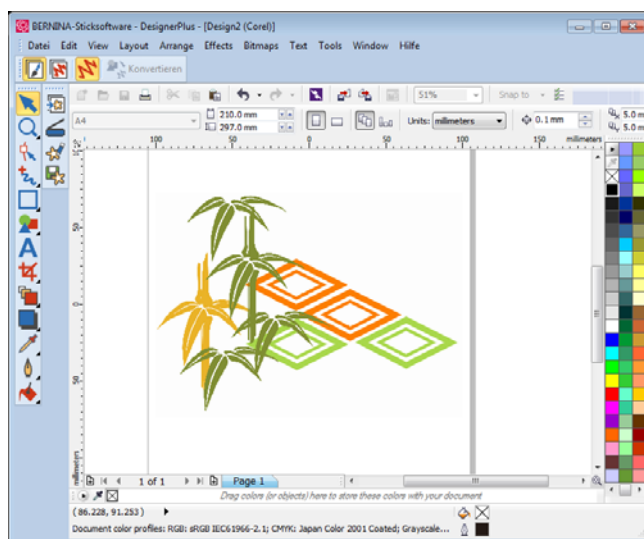 BERNINA-Sticksoftware - DesignerPlus - [Design2 (Corel)]
Datei Edit View Layout Arrange Effects Bitmaps Text Tools Window Hilfe
Konvertieren
51% Snap to
A4 210.0 mm 297.0 mm Units: millimeters 0.1 mm 5.0 m 5.0 m
100 50 0 50 100 150 millimeters
50
0
50
millimeters
1 of 1 Page 1
Drag colors (or objects) here to store these colors with your document
(86.228, 91.253)
Document color profiles: RGB: sRGB IEC61966-2.1; CMYK: Japan Color 2001 Coated; Grayscale...